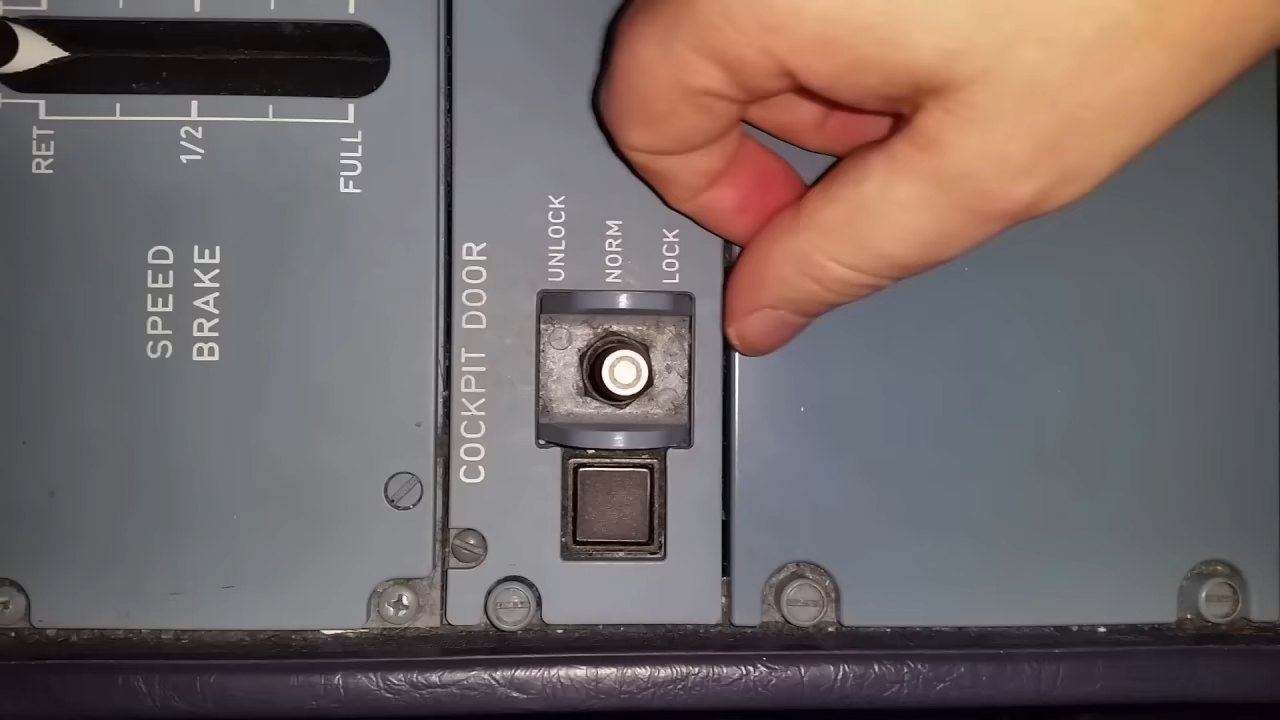 RET
1/2
FULL
SPEED
BRAKE
COCKPIT DOOR
UNLOCK
NORM
LOCK